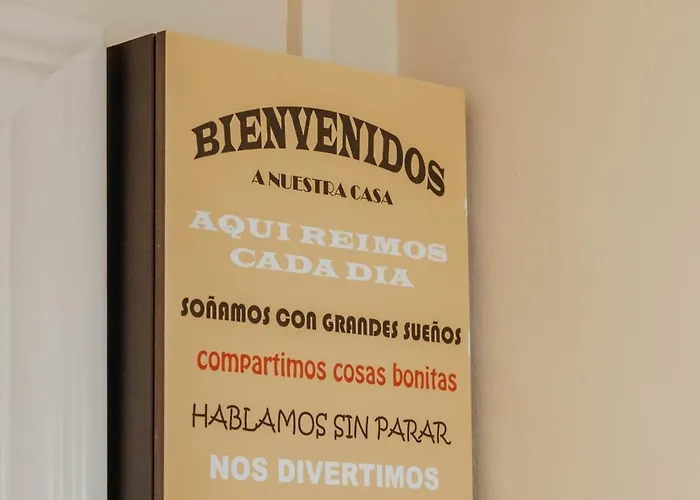 BIENVENIDOS
A NUESTRA CASA
AQUI REIMOS
CADA DIA
SOÑAMOS CON GRANDES SUEÑOS
compartimos cosas bonitas
HABLAMOS SIN PARAR
NOS DIVERTIMOS